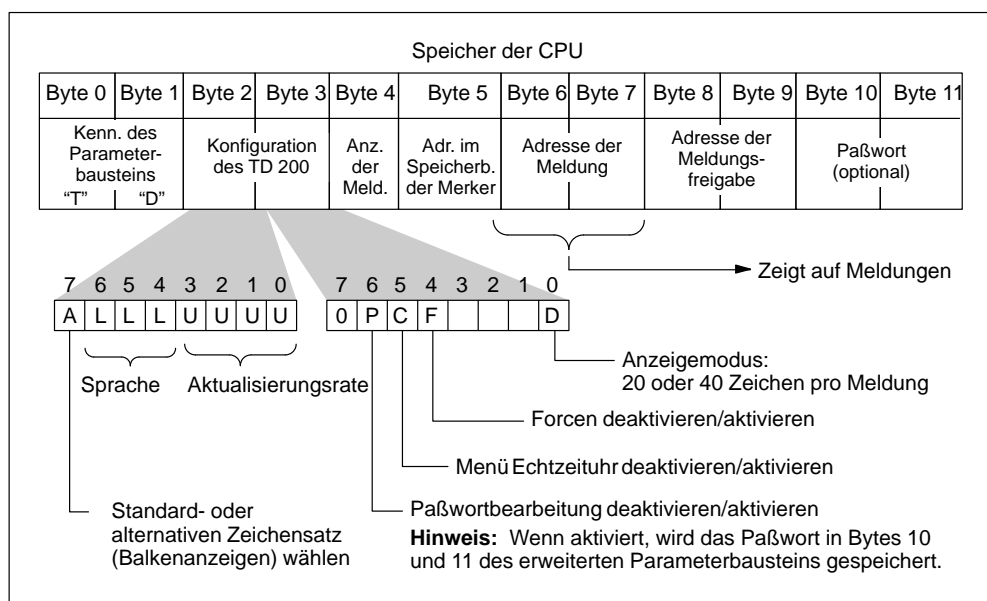 Speicher der CPU
Byte 0 Byte 1 Byte 2 Byte 3 Byte 4 Byte 5 Byte 6 Byte 7 Byte 8 Byte 9 Byte 10 Byte 11
Kenn. des
Parameter-
bausteins
“T” “D”
Konfiguration
des TD 200
Anz.
der
Meld.
Adr. im
Speicherb.
der Merker
Adresse der
Meldung
Adresse der
Meldungs-
freigabe
Paßwort
(optional)
Zeigt auf Meldungen
7 6 5 4 3 2 1 0
A L L L U U U U
7 6 5 4 3 2 1 0
0 P C F D
Sprache
Aktualisierungsrate
Anzeigemodus:
20 oder 40 Zeichen pro Meldung
Forcen deaktivieren/aktivieren
Menü Echtzeituhr deaktivieren/aktivieren
Standard- oder
alternativen Zeichensatz
(Balkenanzeigen) wählen
Paßwortbearbeitung deaktivieren/aktivieren
Hinweis: Wenn aktiviert, wird das Paßwort in Bytes 10
und 11 des erweiterten Parameterbausteins gespeichert.